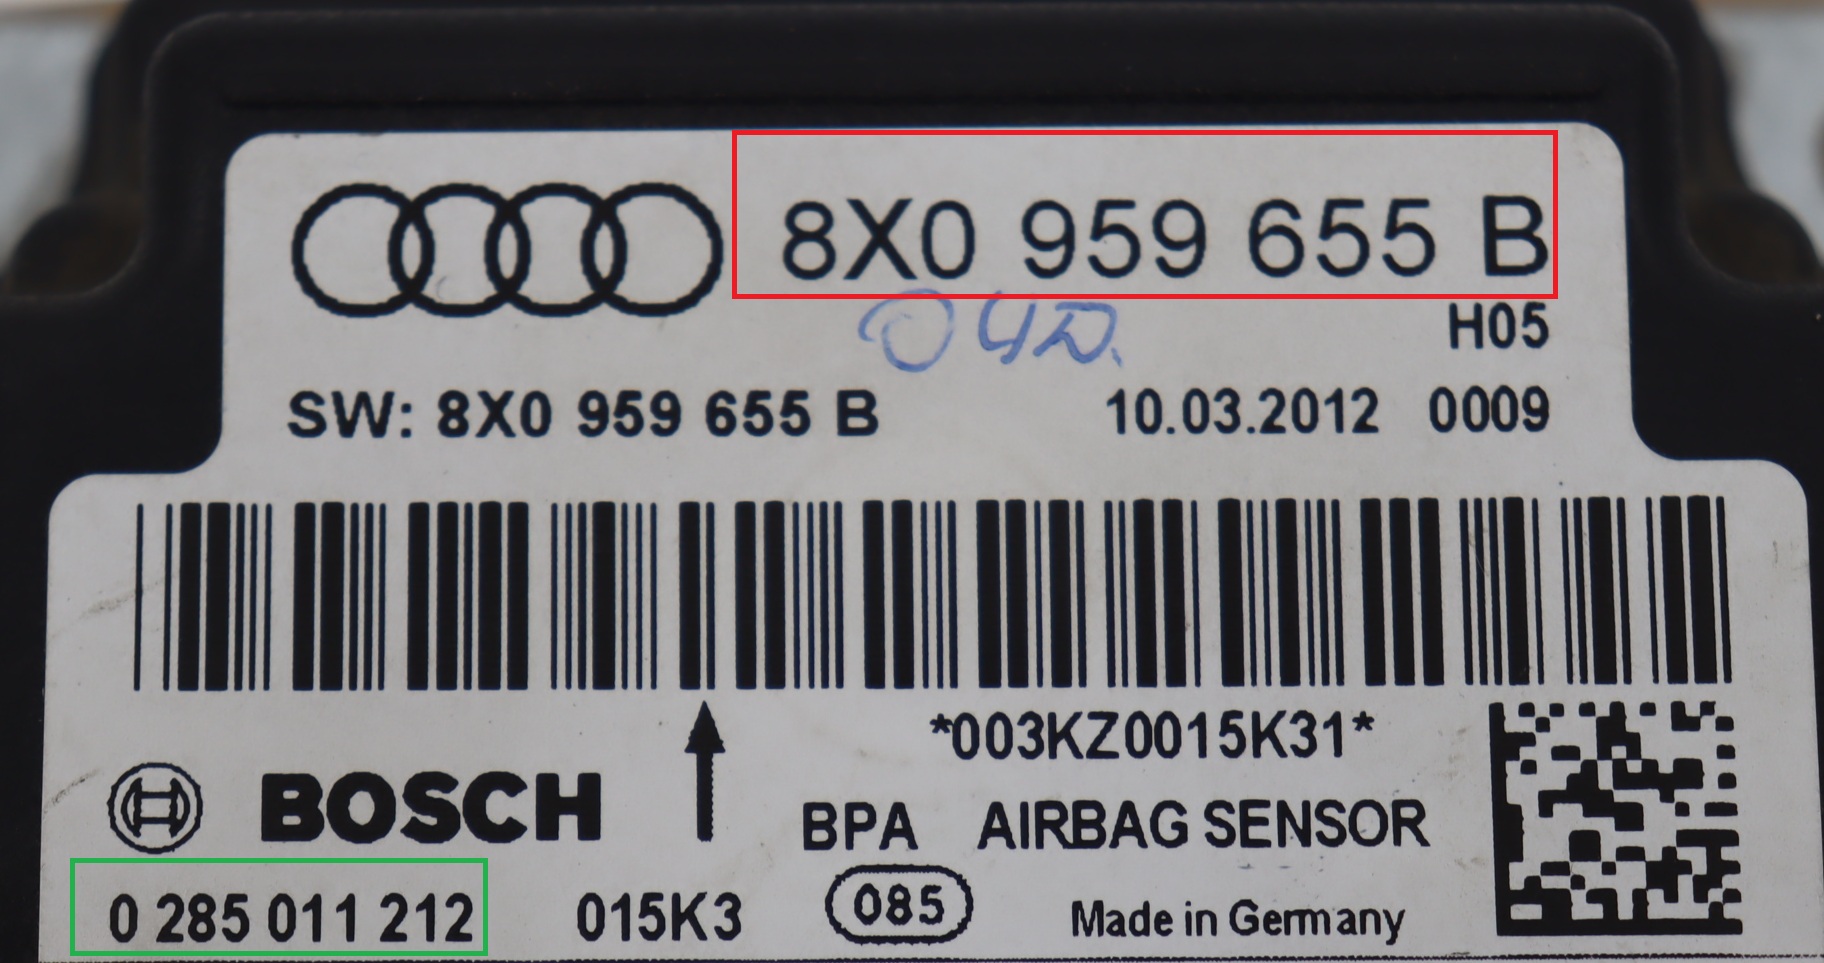 8X0 959 655 B
04D.
H05
SW: 8X0 959 655 B 10.03.2012 0009
*003KZ0015K31*
BOSCH BPA AIRBAG SENSOR
0 285 011 212 015K3 085 Made in Germany